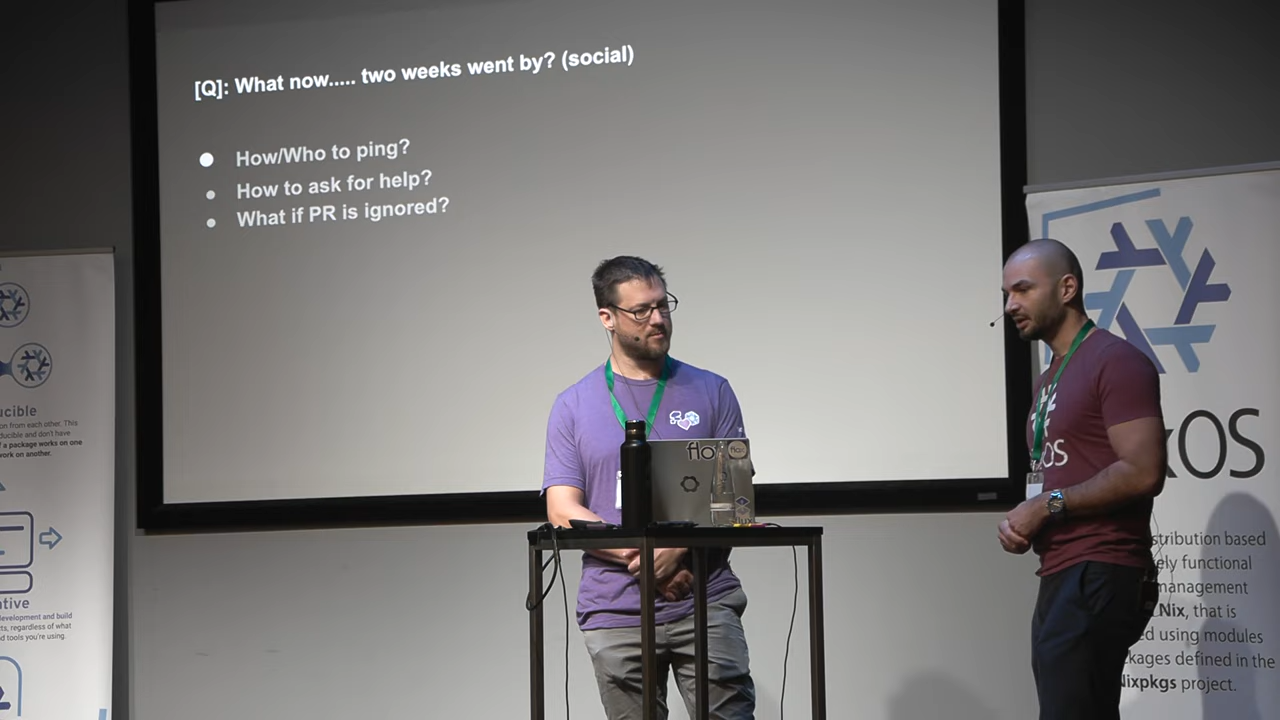 [Q]: What now..... two weeks went by? (social)
How/Who to ping?
How to ask for help?
What if PR is ignored?
ucible
on from each other. This
ducible and don't have
f a package works on one
work on another.
ative
development and build
cts, regardless of what
d tools you're using.
flo
flox
OS
xOS
stribution based
ely functional
management
Nix, that is
ed using modules
ckages defined in the
Nixpkgs project.